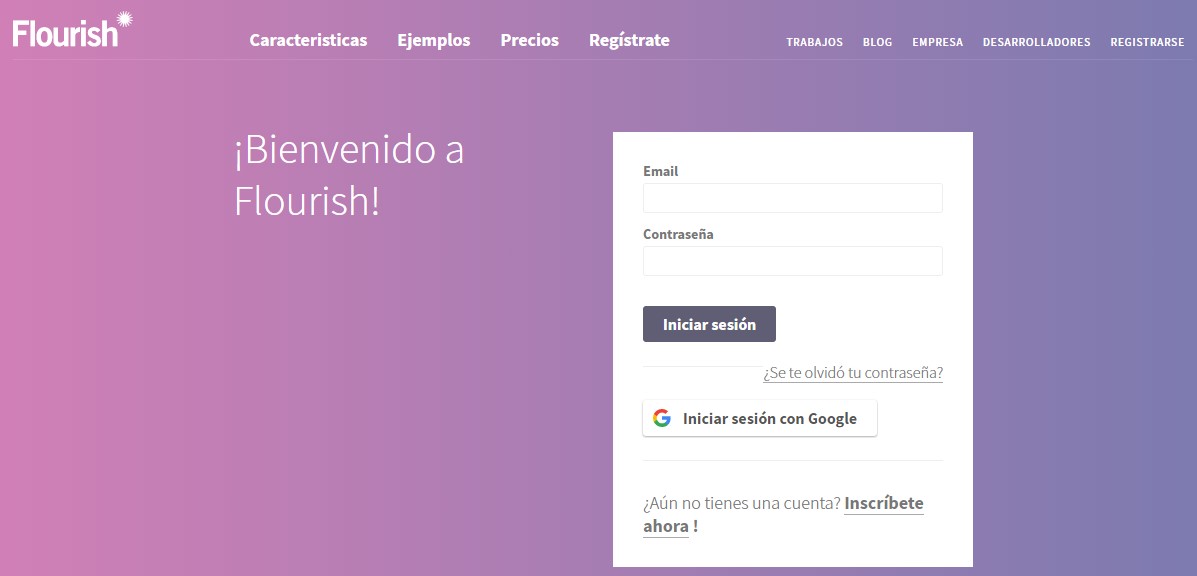 Flourish
Caracteristicas Ejemplos Precios Regístrate
TRABAJOS BLOG EMPRESA DESARROLLADORES REGISTRARSE
¡Bienvenido a
Flourish!
Email
Contraseña
Iniciar sesión
¿Se te olvidó tu contraseña?
Iniciar sesión con Google
¿Aún no tienes una cuenta? Inscríbete
ahora !